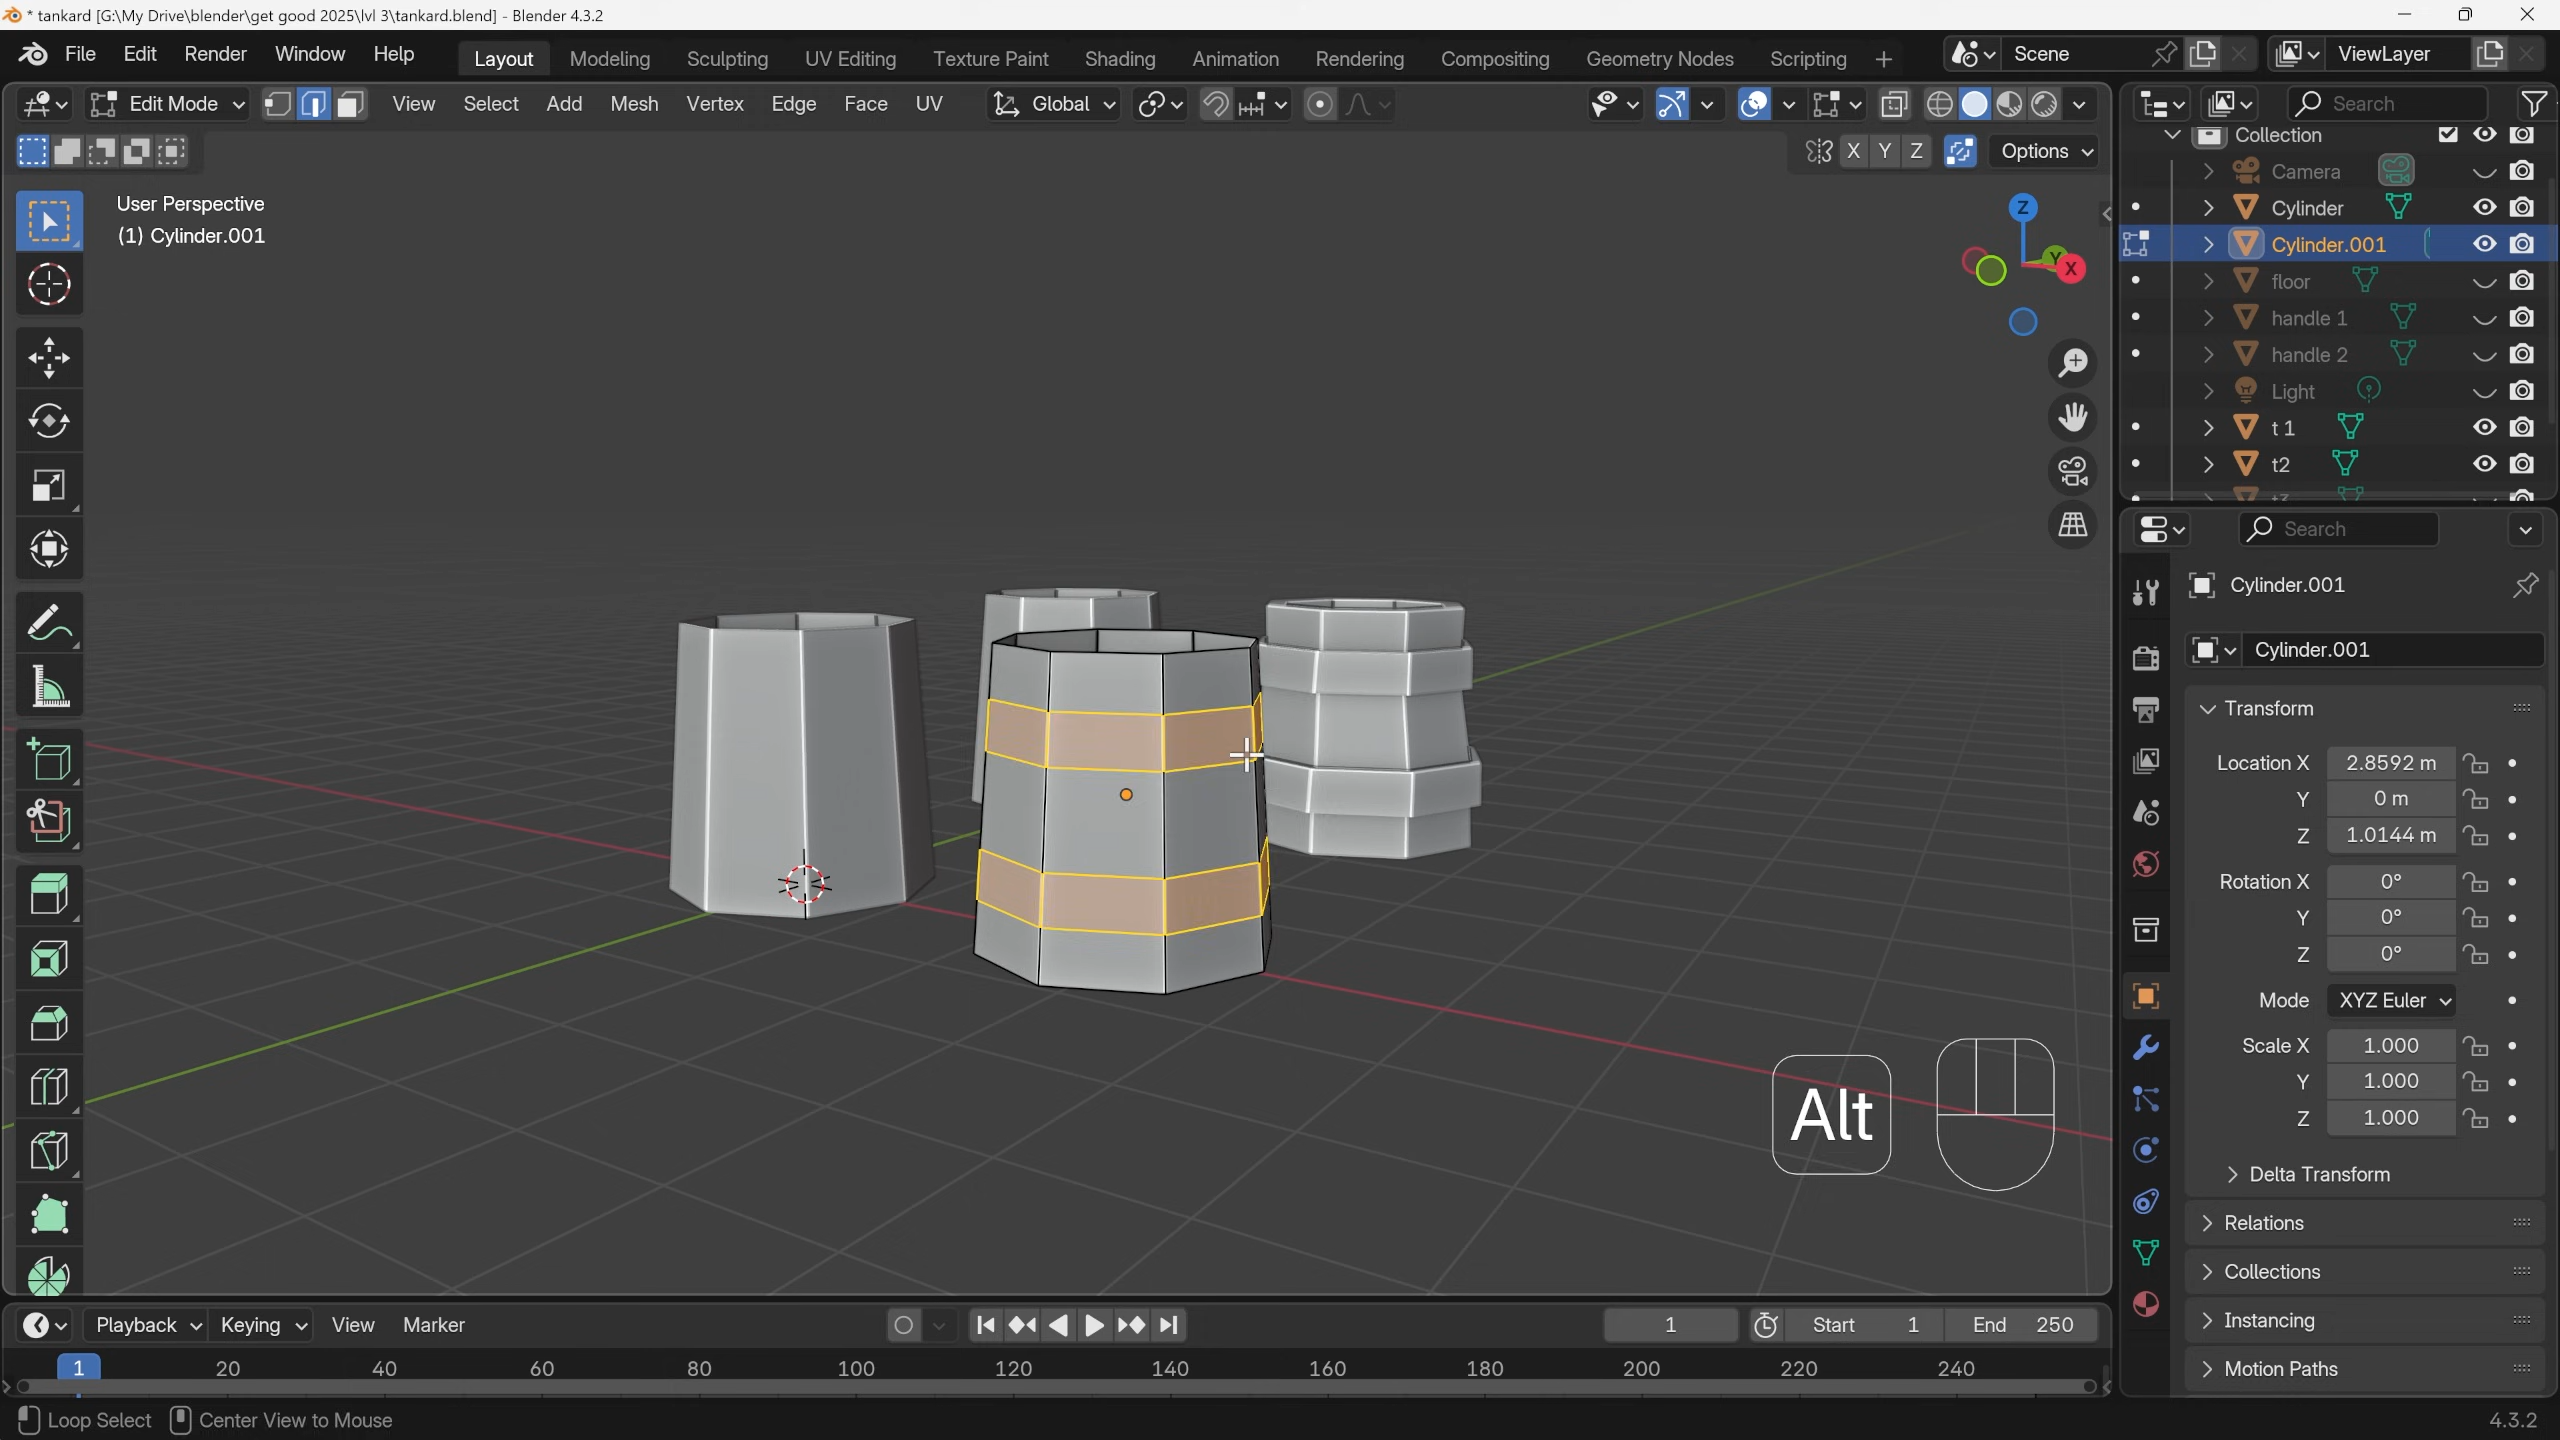 * tankard [G:\My Drive\blender\get good 2025\lvl 3\tankard.blend] - Blender 4.3.2
File Edit Render Window Help Layout Modeling Sculpting UV Editing Texture Paint Shading Animation Rendering Compositing Geometry Nodes Scripting + Scene ViewLayer
Edit Mode View Select Add Mesh Vertex Edge Face UV Global Search
X Y Z Options
User Perspective
(1) Cylinder.001
Z
Y
X
Collection
Camera
Cylinder
Cylinder.001
floor
handle 1
handle 2
Light
t 1
t2
t3
Search
Cylinder.001
Cylinder.001
Transform
Location X 2.8592 m
Y 0 m
Z 1.0144 m
Rotation X 0°
Y 0°
Z 0°
Mode XYZ Euler
Scale X 1.000
Y 1.000
Z 1.000
Delta Transform
Relations
Collections
Instancing
Motion Paths
Alt
Playback Keying View Marker 1 Start 1 End 250
1 20 40 60 80 100 120 140 160 180 200 220 240
Loop Select Center View to Mouse 4.3.2